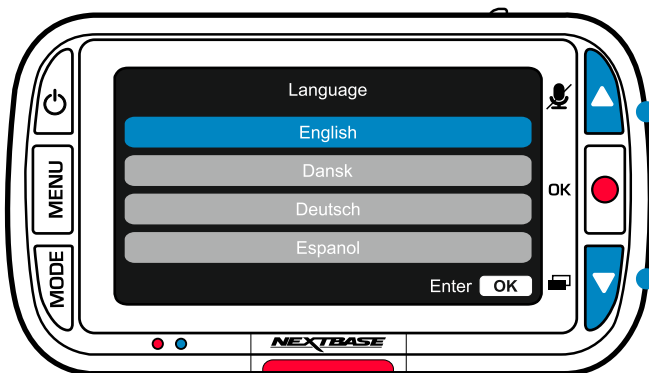 Language
English
Dansk
Deutsch
Espanol
Enter OK
MENU
MODE
OK
NEXTBASE